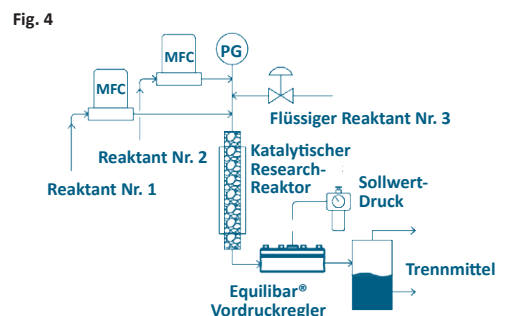 Fig. 4
MFC
PG
MFC
Flüssiger Reaktant Nr. 3
Reaktant Nr. 2
Reaktant Nr. 1
Katalytischer
Research-
Reaktor
Sollwert-
Druck
Trennmittel
Equilibar®
Vordruckregler